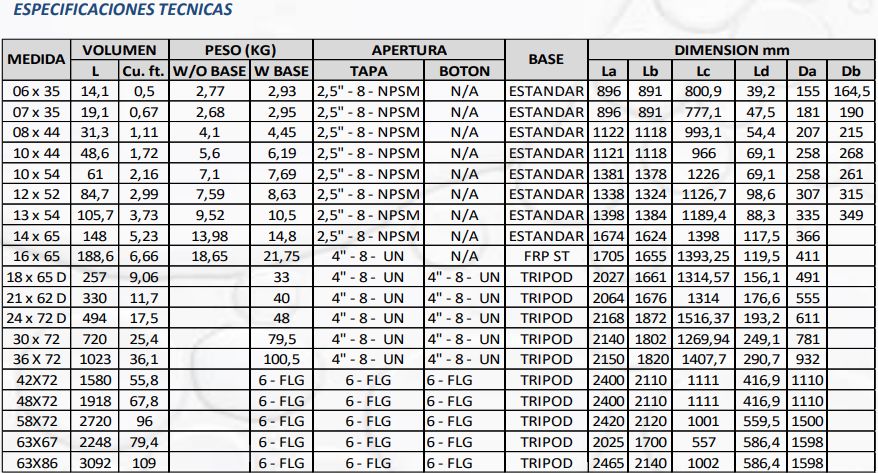 ESPECIFICACIONES TECNICAS
MEDIDA VOLUMEN PESO (KG) APERTURA BASE DIMENSION mm
L Cu. ft. W/O BASE W BASE TAPA BOTON La Lb Lc Ld Da Db
06 x 35 14,1 0,5 2,77 2,93 2,5" - 8 - NPSM N/A ESTANDAR 896 891 800,9 39,2 155 164,5
07 x 35 19,1 0,67 2,68 2,95 2,5" - 8 - NPSM N/A ESTANDAR 896 891 777,1 47,5 181 190
08 x 44 31,3 1,11 4,1 4,45 2,5" - 8 - NPSM N/A ESTANDAR 1122 1118 993,1 54,4 207 215
10 x 44 48,6 1,72 5,6 6,19 2,5" - 8 - NPSM N/A ESTANDAR 1121 1118 966 69,1 258 268
10 x 54 61 2,16 7,1 7,69 2,5" - 8 - NPSM N/A ESTANDAR 1381 1378 1226 69,1 258 261
12 x 52 84,7 2,99 7,59 8,63 2,5" - 8 - NPSM N/A ESTANDAR 1338 1324 1126,7 98,6 307 315
13 x 54 105,7 3,73 9,52 10,5 2,5" - 8 - NPSM N/A ESTANDAR 1398 1384 1189,4 88,3 335 349
14 x 65 148 5,23 13,98 14,8 2,5" - 8 - NPSM N/A ESTANDAR 1674 1624 1398 117,5 366
16 x 65 188,6 6,66 18,65 21,75 4" - 8 - UN N/A FRP ST 1705 1655 1393,25 119,5 411
18 x 65 D 257 9,06 33 4" - 8 - UN 4" - 8 - UN TRIPOD 2027 1661 1314,57 156,1 491
21 x 62 D 330 11,7 40 4" - 8 - UN 4" - 8 - UN TRIPOD 2064 1676 1314 176,6 555
24 x 72 D 494 17,5 48 4" - 8 - UN 4" - 8 - UN TRIPOD 2168 1872 1516,37 193,2 611
30 x 72 720 25,4 79,5 4" - 8 - UN 4" - 8 - UN TRIPOD 2140 1802 1269,94 249,1 781
36 X 72 1023 36,1 100,5 4" - 8 - UN 4" - 8 - UN TRIPOD 2150 1820 1407,7 290,7 932
42X72 1580 55,8 6 - FLG 6 - FLG 6 - FLG TRIPOD 2400 2110 1111 416,9 1110
48X72 1918 67,8 6 - FLG 6 - FLG 6 - FLG TRIPOD 2400 2110 1111 416,9 1110
58X72 2720 96 6 - FLG 6 - FLG 6 - FLG TRIPOD 2420 2120 1001 559,5 1500
63X67 2248 79,4 6 - FLG 6 - FLG 6 - FLG TRIPOD 2025 1700 557 586,4 1598
63X86 3092 109 6 - FLG 6 - FLG 6 - FLG TRIPOD 2465 2140 1002 586,4 1598